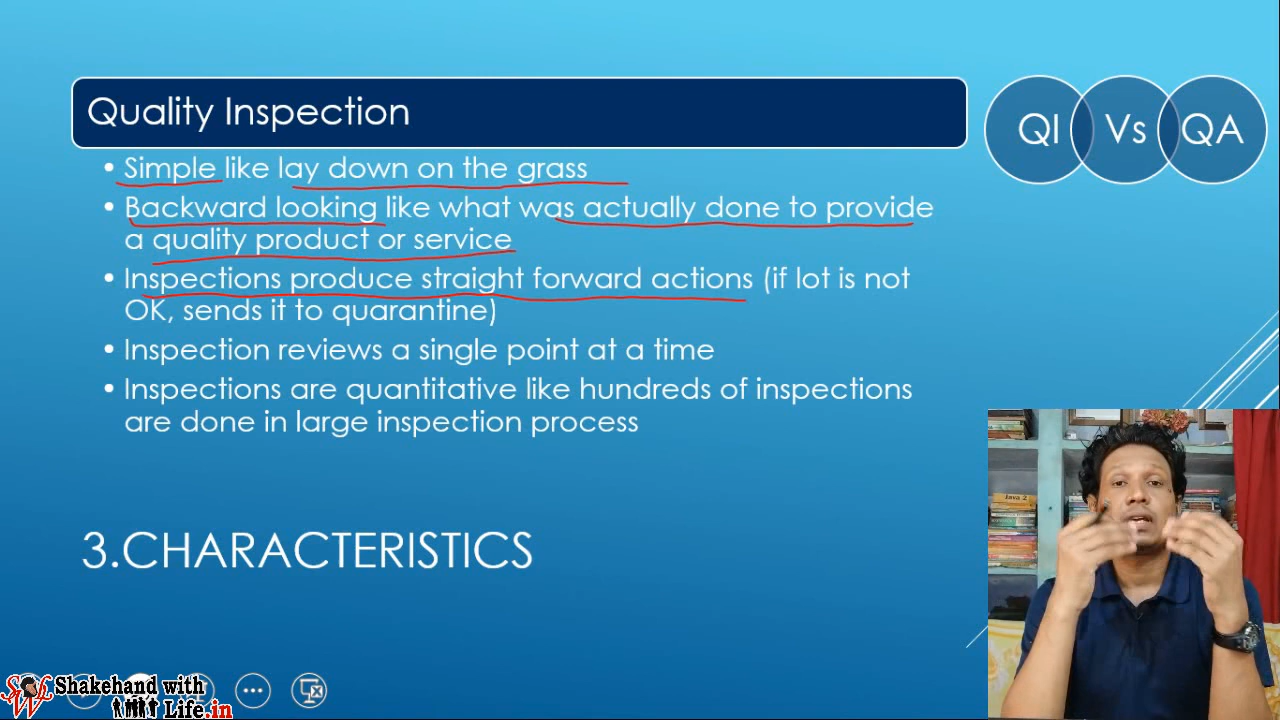 Quality Inspection
QI Vs QA
• Simple like lay down on the grass
• Backward looking like what was actually done to provide
a quality product or service
• Inspections produce straight forward actions (if lot is not
OK, sends it to quarantine)
• Inspection reviews a single point at a time
• Inspections are quantitative like hundreds of inspections
are done in large inspection process
Java 2
3.CHARACTERISTICS
Shakehand with
Life.in